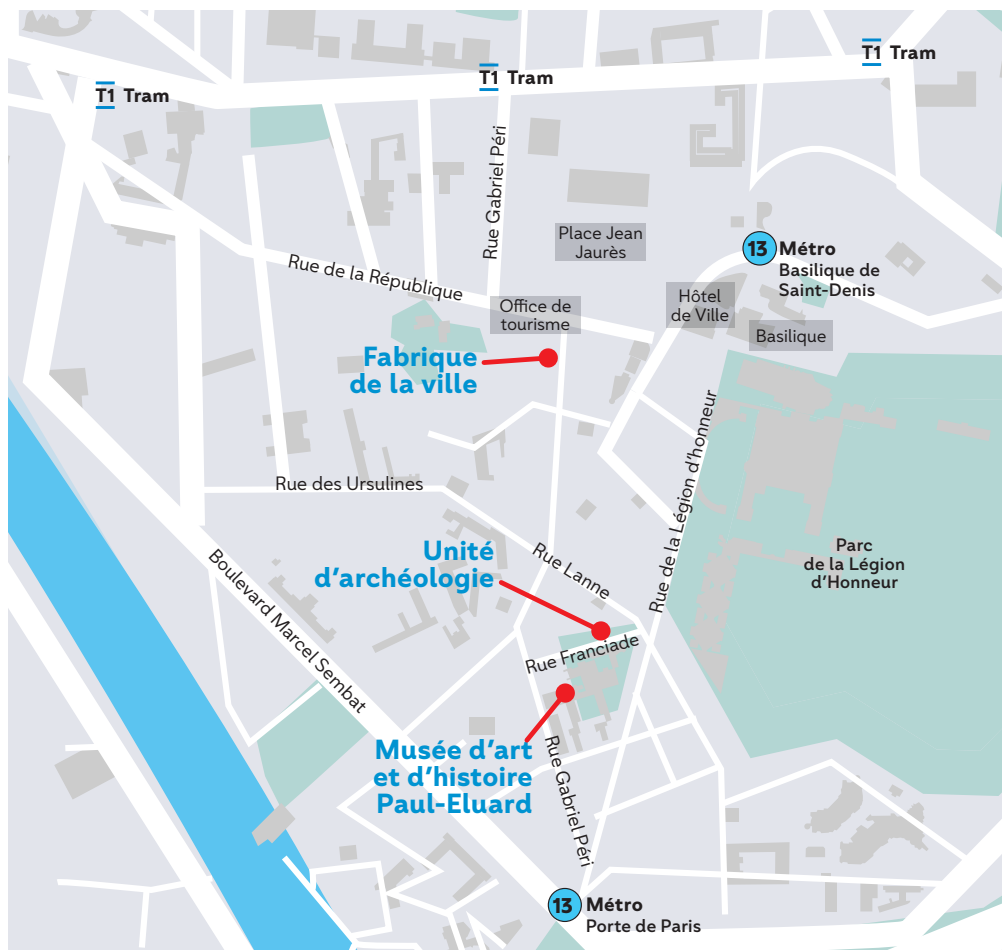 T1 Tram
T1 Tram
T1 Tram
Rue Gabriel Péri
Place Jean
Jaurès
13 Métro
Basilique de
Saint-Denis
Rue de la République
Office de
tourisme
Hôtel
de Ville
Basilique
Fabrique
de la ville
Rue de la Légion d'honneur
Rue des Ursulines
Unité
d'archéologie
Rue Lanne
Parc
de la Légion
d'Honneur
Boulevard Marcel Sembat
Rue Franciade
Musée d'art
et d'histoire
Paul-Eluard
Rue Gabriel Péri
13 Métro
Porte de Paris